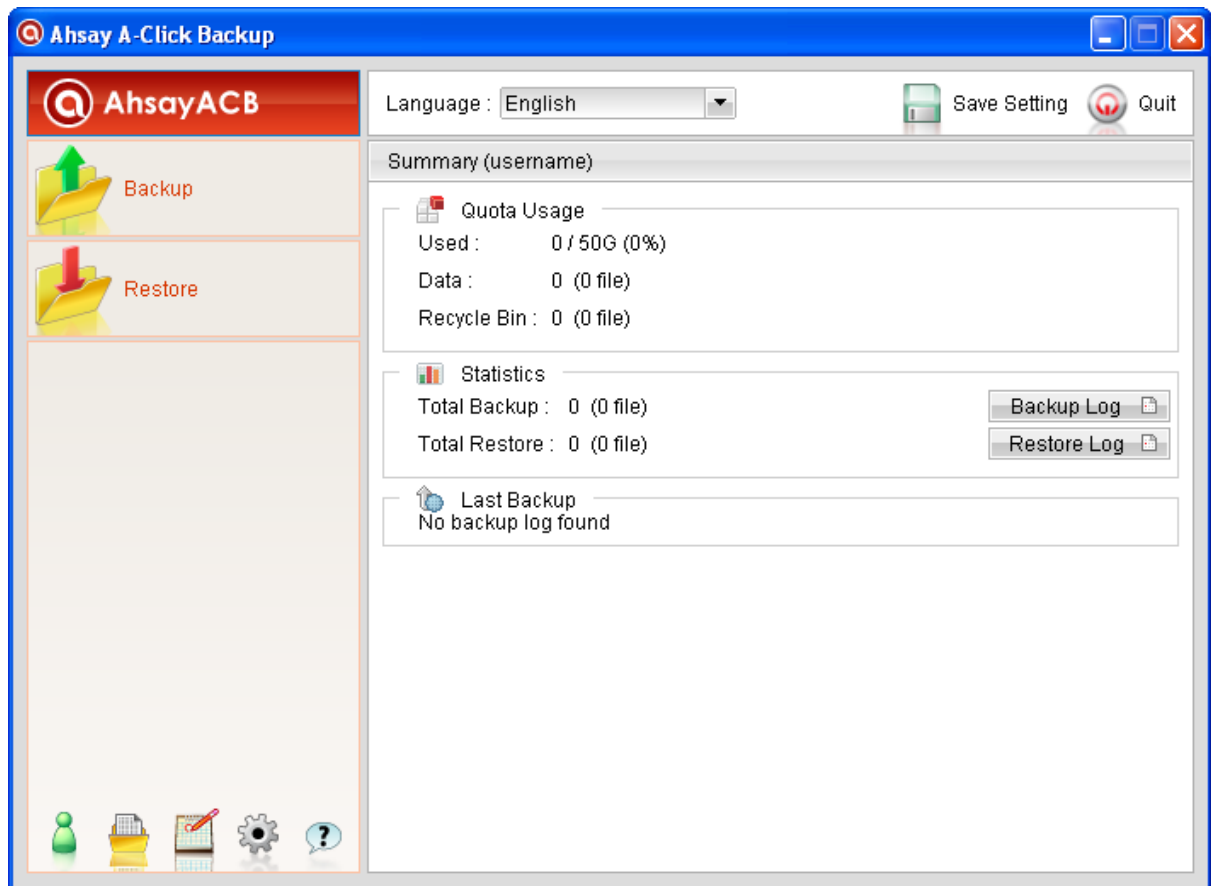 Ahsay A-Click Backup
AhsayACB
Language : English
Save Setting
Quit
Backup
Restore
Summary (username)
Quota Usage
Used : 0 / 50G (0%)
Data : 0 (0 file)
Recycle Bin : 0 (0 file)
Statistics
Total Backup : 0 (0 file)
Backup Log
Total Restore : 0 (0 file)
Restore Log
Last Backup
No backup log found
?